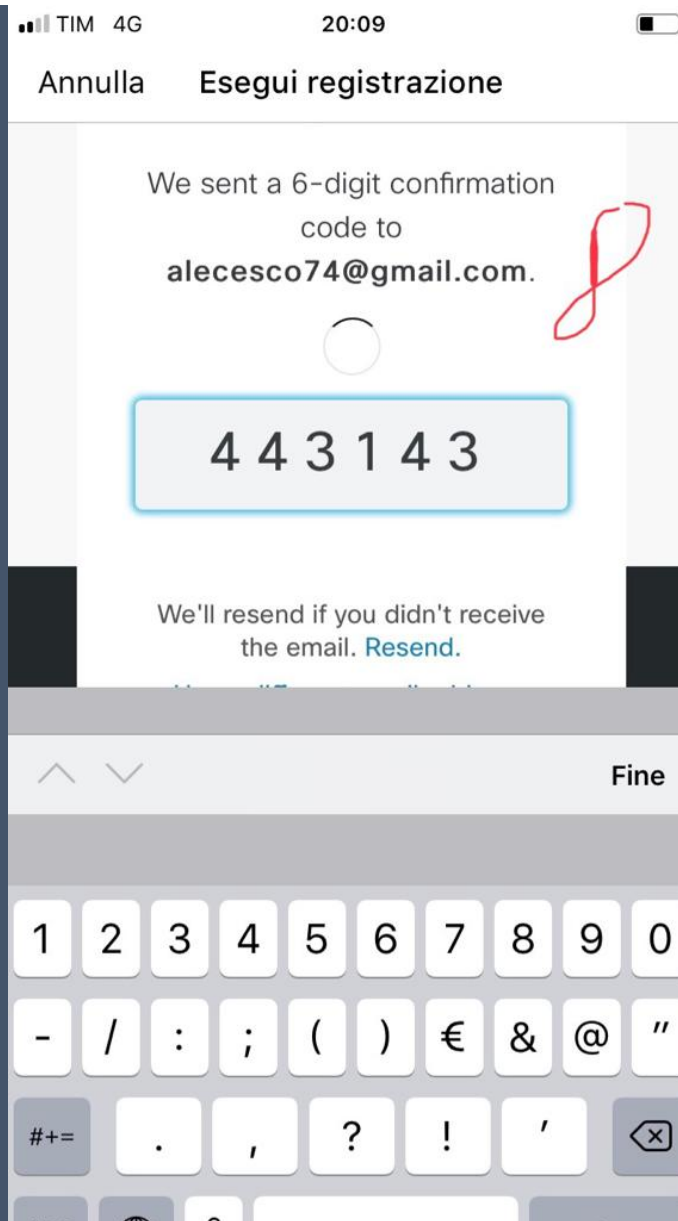 TIM 4G 20:09
Annulla Esegui registrazione
We sent a 6-digit confirmation
code to
alecesco74@gmail.com.
8
443143
We'll resend if you didn't receive
the email. Resend.
Fine
1 2 3 4 5 6 7 8 9 0
- / : ; ( ) € & @ "
#+= . , ? ! '